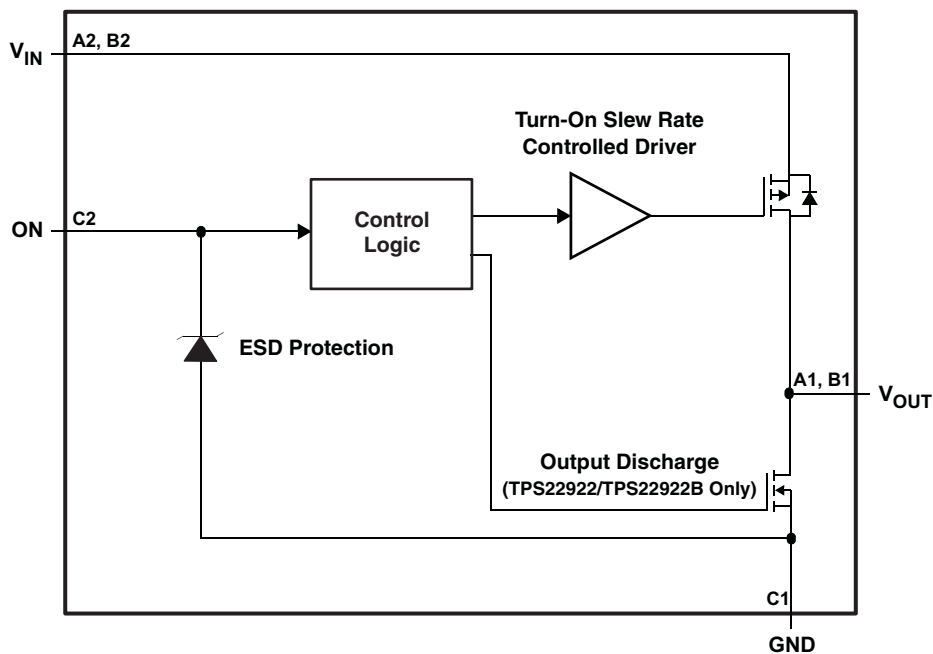 A2, B2
VIN
Turn-On Slew Rate
Controlled Driver
C2
ON
Control
Logic
ESD Protection
A1, B1
VOUT
Output Discharge
(TPS22922/TPS22922B Only)
C1
GND